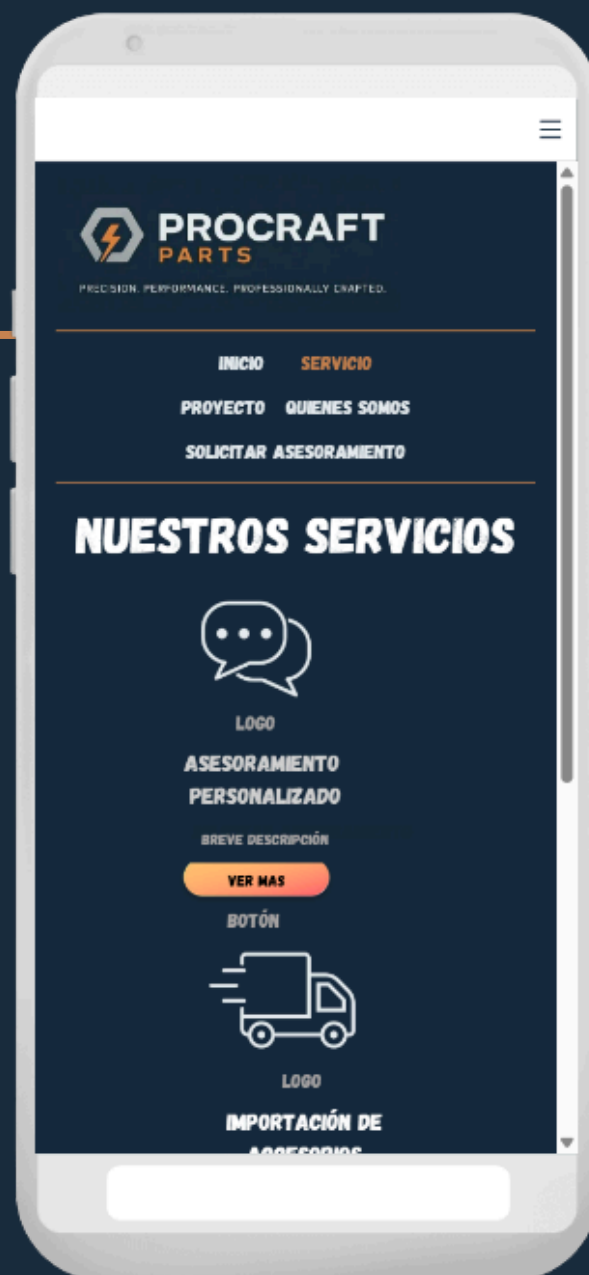 PROCRAFT
PARTS
PRECISION. PERFORMANCE. PROFESSIONALLY CRAFTED.
INICIO SERVICIO
PROYECTO QUIENES SOMOS
SOLICITAR ASESORAMIENTO
NUESTROS SERVICIOS
LOGO
ASESORAMIENTO
PERSONALIZADO
BREVE DESCRIPCIÓN
VER MAS
BOTÓN
LOGO
IMPORTACIÓN DE
ACCESORIOS